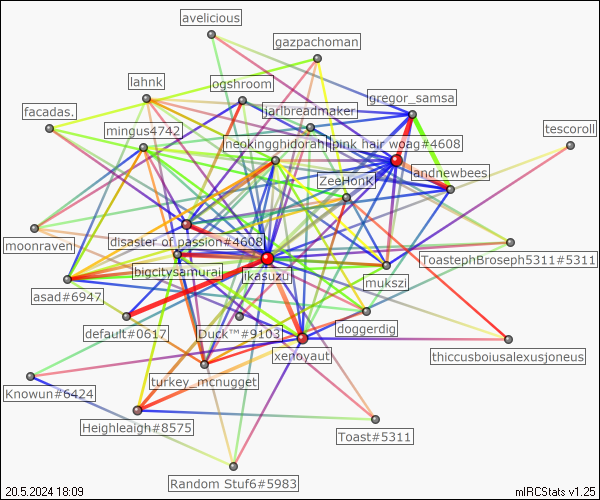 avelicious
gazpachoman
lahnk
ogshroom
gregor_samsa
facadas.
jarlbreadmaker
mingus4742
tescoroll
neokingghidorah
pink hair woag#4608
ZeeHonK
andnewbees
moonraven
disaster of passion#4608
ToastephBroseph5311#5311
bigcitysamurai
ikasuzu
mukszi
asad#6947
default#0617
Duck™#9103
doggerdig
xenoyaut
thiccusboiusalexusjoneus
turkey_mcnugget
Knowun#6424
Heighleaigh#8575
Toast#5311
Random Stuf6#5983
20.5.2024 18:09
mIRCStats v1.25